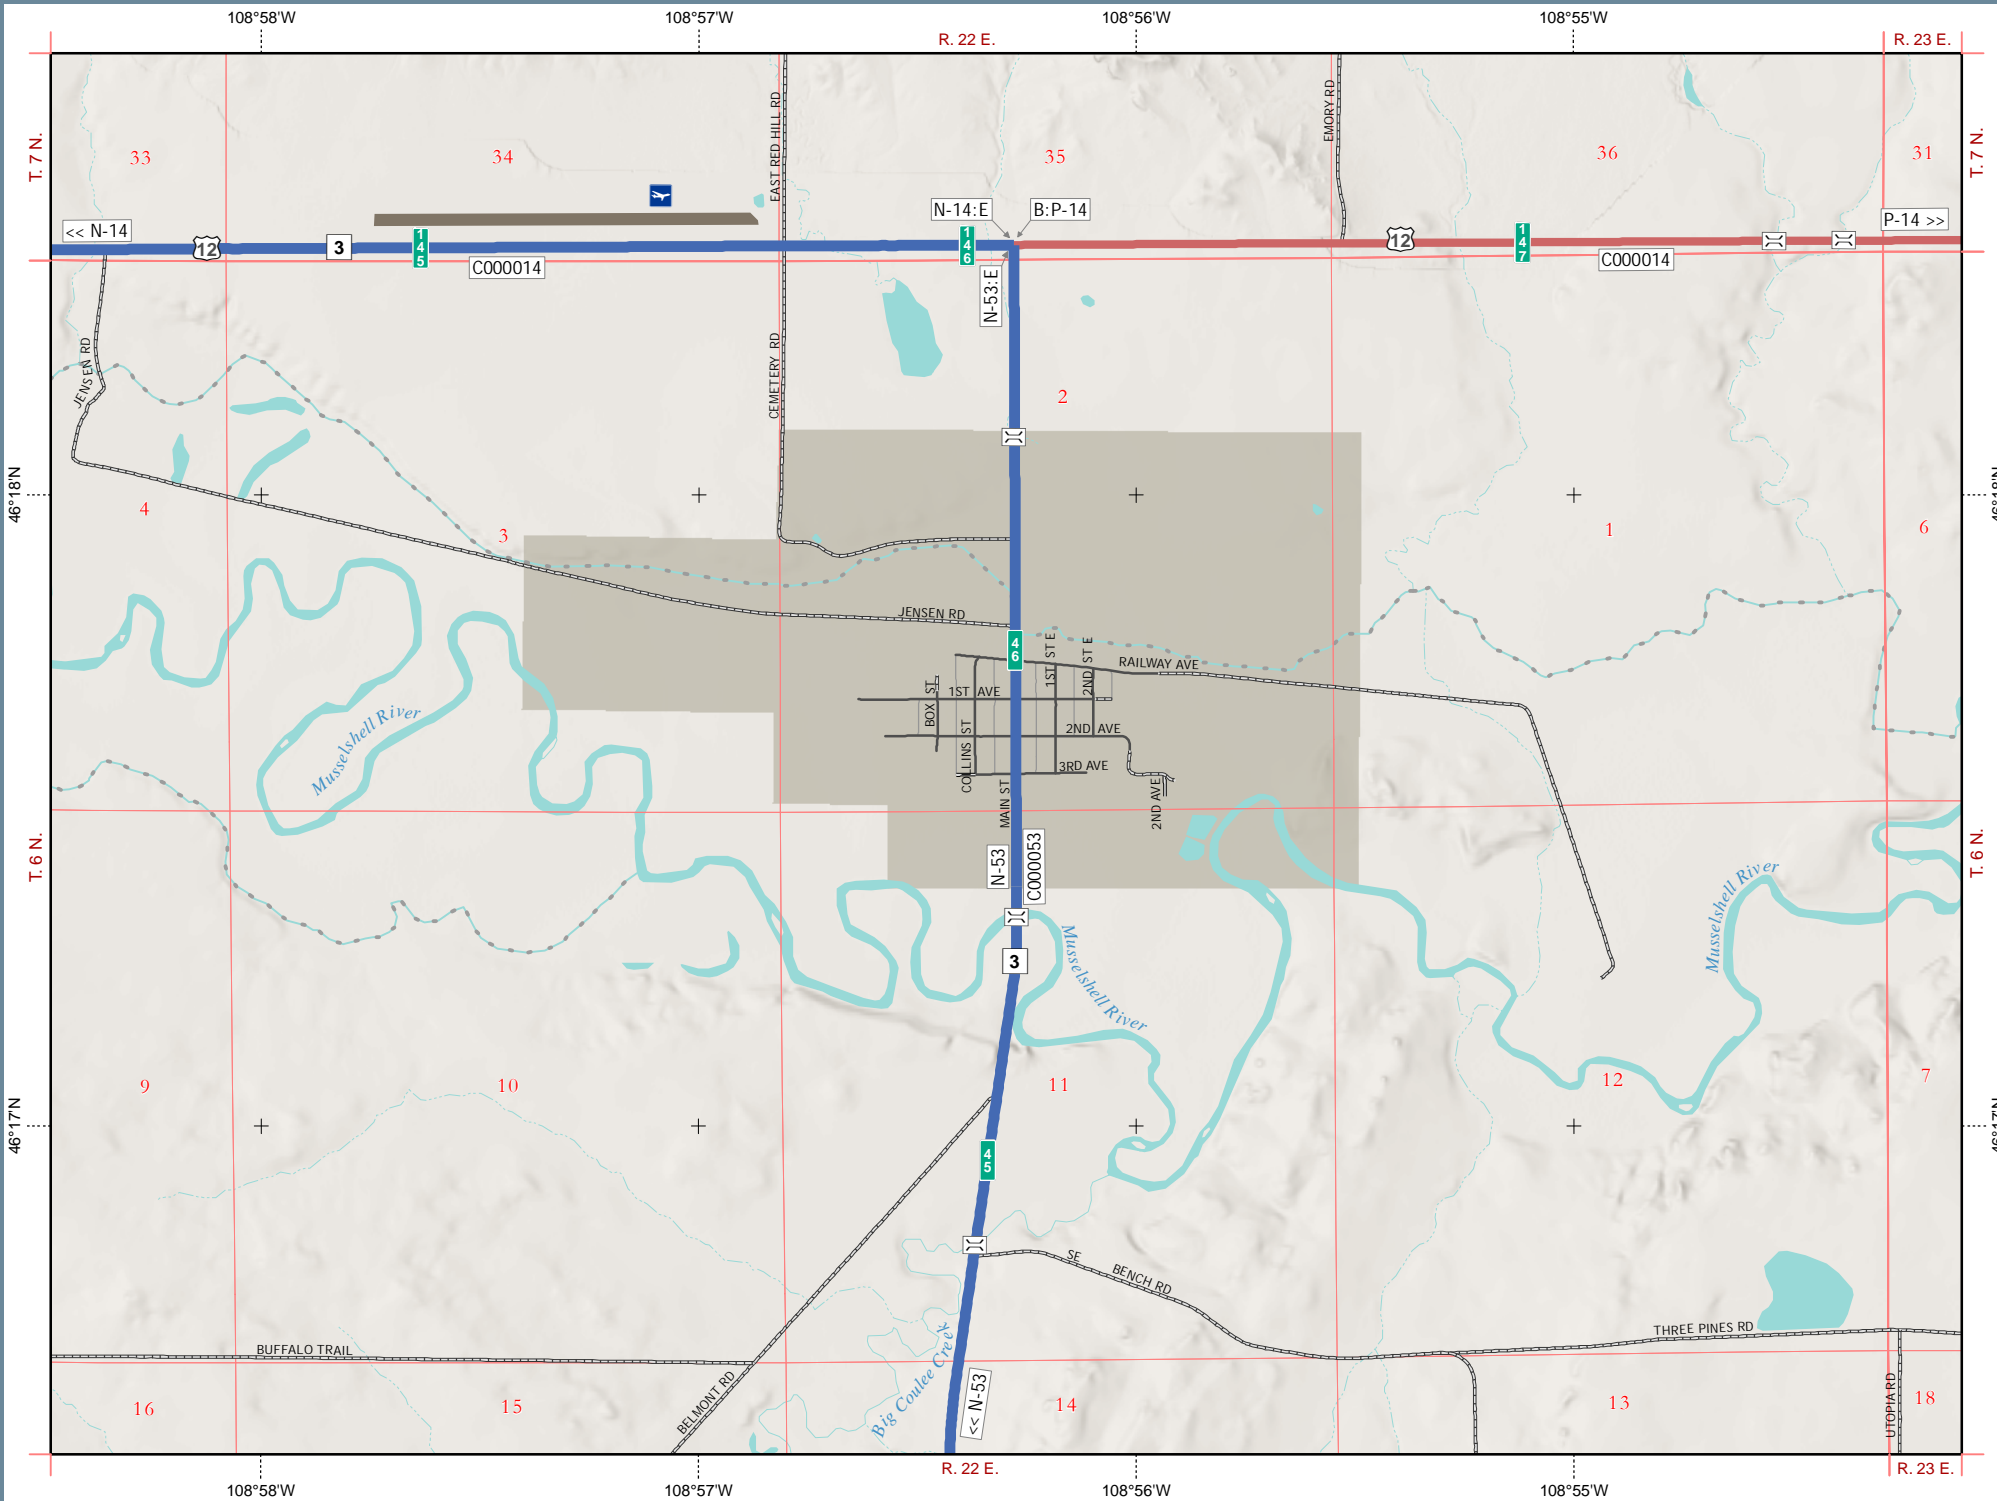 108°58'W
108°57'W
108°56'W
108°55'W
R. 22 E.
R. 23 E.
T. 7 N.
T. 7 N.
33
34
35
36
31
EAST RED HILL RD
EMORY RD
<< N-14
12
3
145
C000014
146
N-14:E
B:P-14
N-53:E
12
147
C000014
P-14 >>
JENSEN RD
CEMETERY RD
2
46°18'N
46°18'N
4
3
1
6
JENSEN RD
46
1ST ST E
2ND ST E
RAILWAY AVE
BOX ST
1ST AVE
COLLINS ST
2ND AVE
3RD AVE
MAIN ST
2ND AVE
Musselshell River
T. 6 N.
T. 6 N.
N-53
C000053
3
Musselshell River
Musselshell River
9
10
11
12
7
46°17'N
46°17'N
45
SE
BENCH RD
THREE PINES RD
BUFFALO TRAIL
BELMONT RD
Big Coulee Creek
<< N-53
UTOPIA RD
16
15
14
13
18
R. 22 E.
R. 23 E.
108°58'W
108°57'W
108°56'W
108°55'W